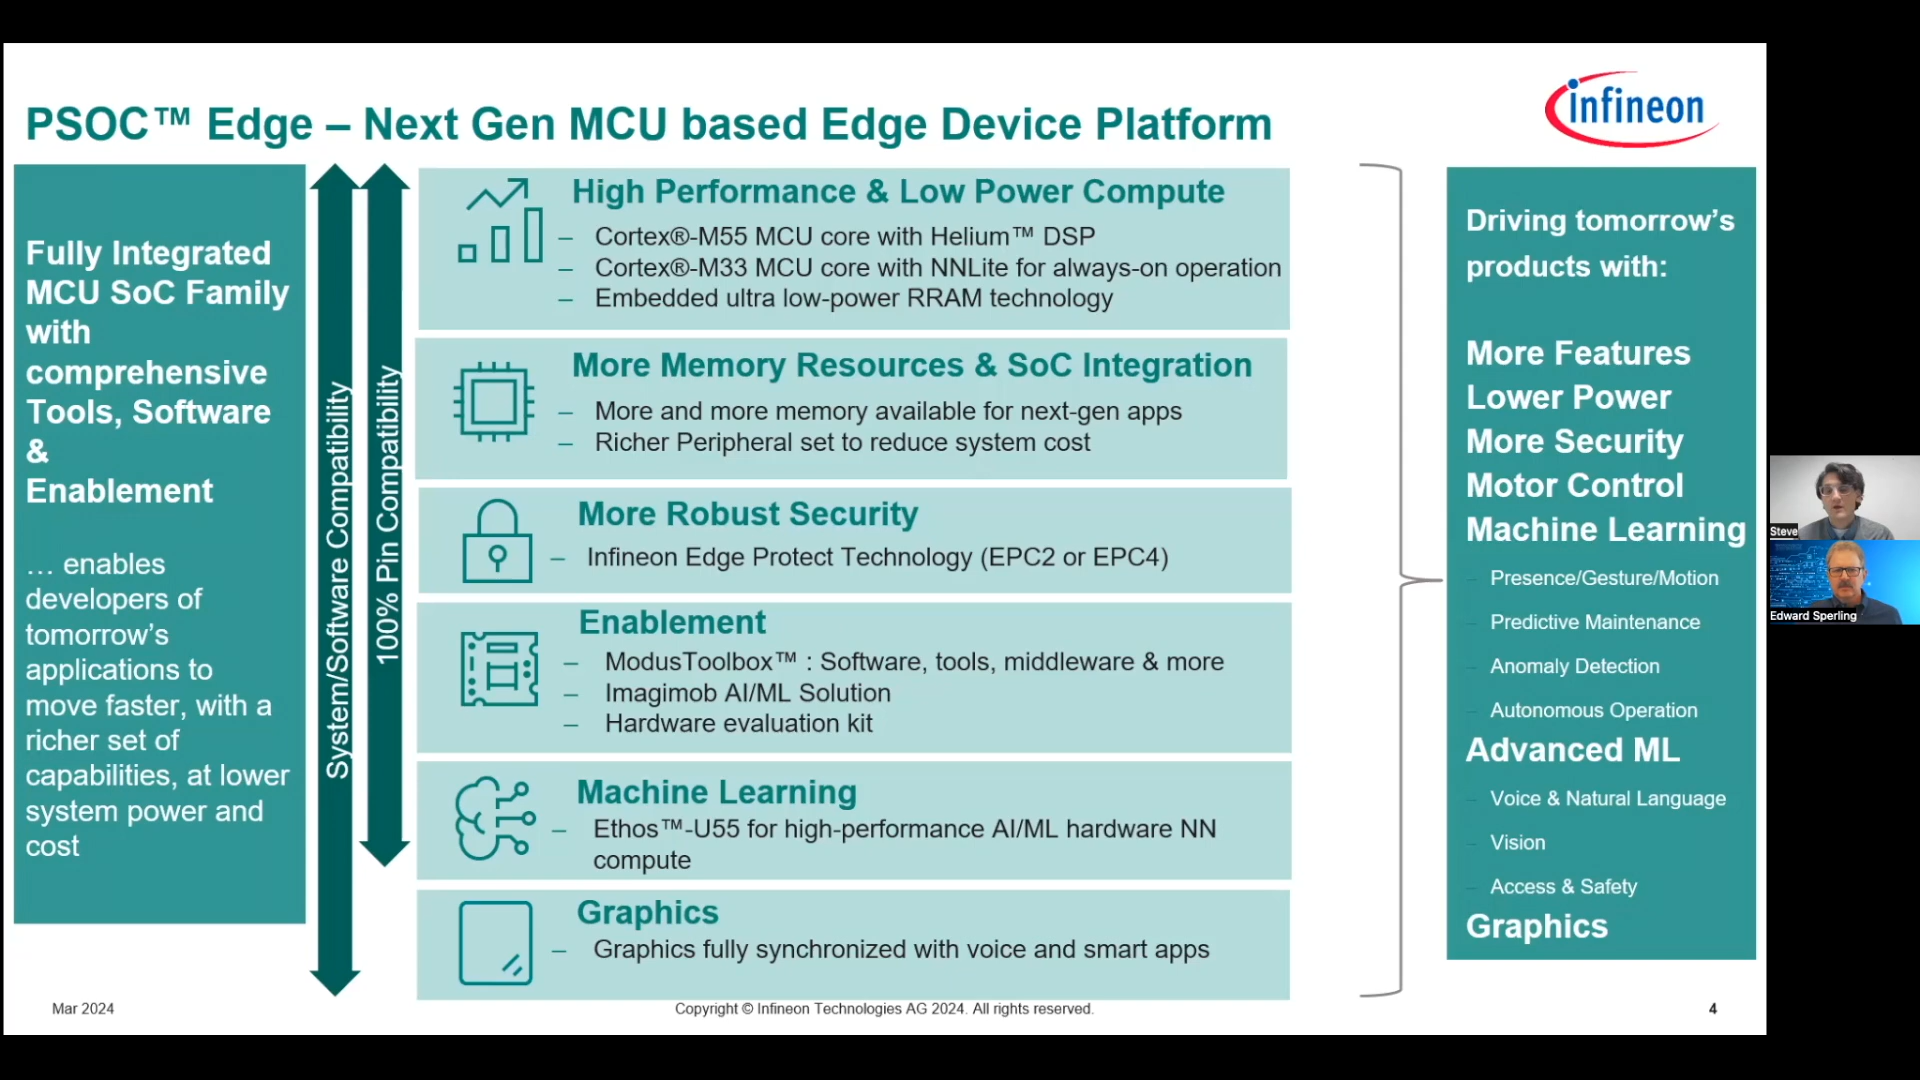 PSOC™ Edge – Next Gen MCU based Edge Device Platform
infineon
Fully Integrated
MCU SoC Family
with
comprehensive
Tools, Software
&
Enablement
… enables
developers of
tomorrow’s
applications to
move faster, with a
richer set of
capabilities, at lower
system power and
cost
System/Software Compatibility
100% Pin Compatibility
High Performance & Low Power Compute
– Cortex®-M55 MCU core with Helium™ DSP
– Cortex®-M33 MCU core with NNLite for always-on operation
– Embedded ultra low-power RRAM technology
More Memory Resources & SoC Integration
– More and more memory available for next-gen apps
– Richer Peripheral set to reduce system cost
More Robust Security
– Infineon Edge Protect Technology (EPC2 or EPC4)
Enablement
– ModusToolbox™ : Software, tools, middleware & more
– Imagimob AI/ML Solution
– Hardware evaluation kit
Machine Learning
– Ethos™-U55 for high-performance AI/ML hardware NN
compute
Graphics
– Graphics fully synchronized with voice and smart apps
Driving tomorrow’s
products with:
More Features
Lower Power
More Security
Motor Control
Machine Learning
– Presence/Gesture/Motion
– Predictive Maintenance
– Anomaly Detection
– Autonomous Operation
Advanced ML
– Voice & Natural Language
– Vision
– Access & Safety
Graphics
Steve
Edward Sperling
Mar 2024
Copyright © Infineon Technologies AG 2024. All rights reserved.
4